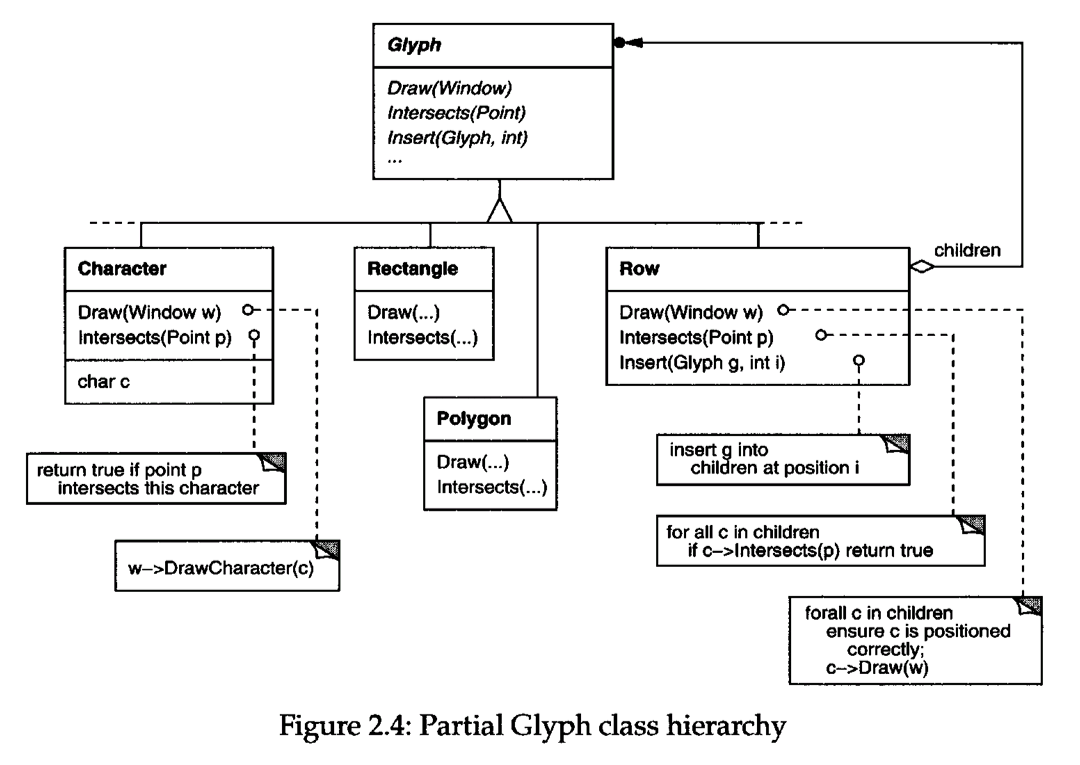 Glyph
Draw(Window)
Intersects(Point)
Insert(Glyph, int)
...
children
Character
Draw(Window w)
Intersects(Point p)
char c
Rectangle
Draw(...)
Intersects(...)
Row
Draw(Window w)
Intersects(Point p)
Insert(Glyph g, int i)
Polygon
Draw(...)
Intersects(...)
return true if point p
intersects this character
w->DrawCharacter(c)
insert g into
children at position i
for all c in children
if c->Intersects(p) return true
forall c in children
ensure c is positioned
correctly;
c->Draw(w)
Figure 2.4: Partial Glyph class hierarchy